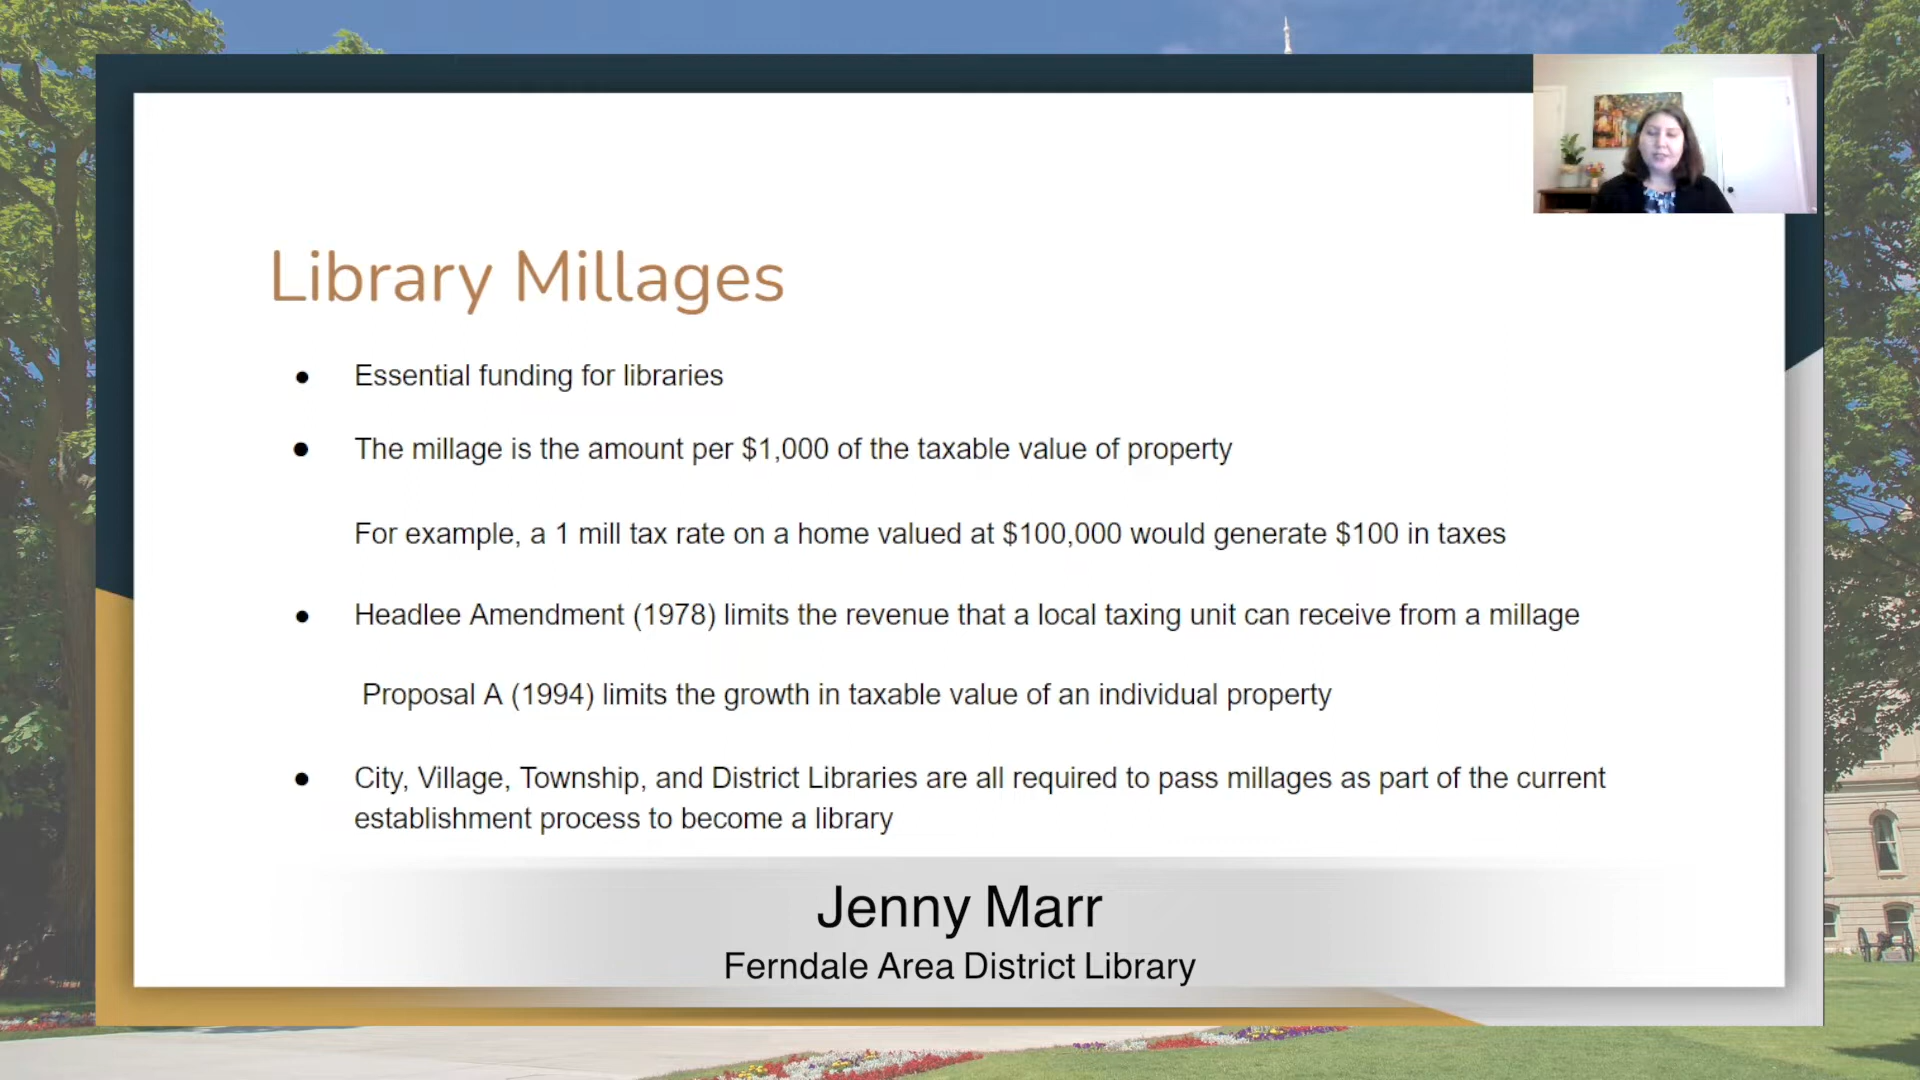 Library Millages
● Essential funding for libraries
● The millage is the amount per $1,000 of the taxable value of property
For example, a 1 mill tax rate on a home valued at $100,000 would generate $100 in taxes
● Headlee Amendment (1978) limits the revenue that a local taxing unit can receive from a millage
Proposal A (1994) limits the growth in taxable value of an individual property
● City, Village, Township, and District Libraries are all required to pass millages as part of the current
establishment process to become a library
Jenny Marr
Ferndale Area District Library